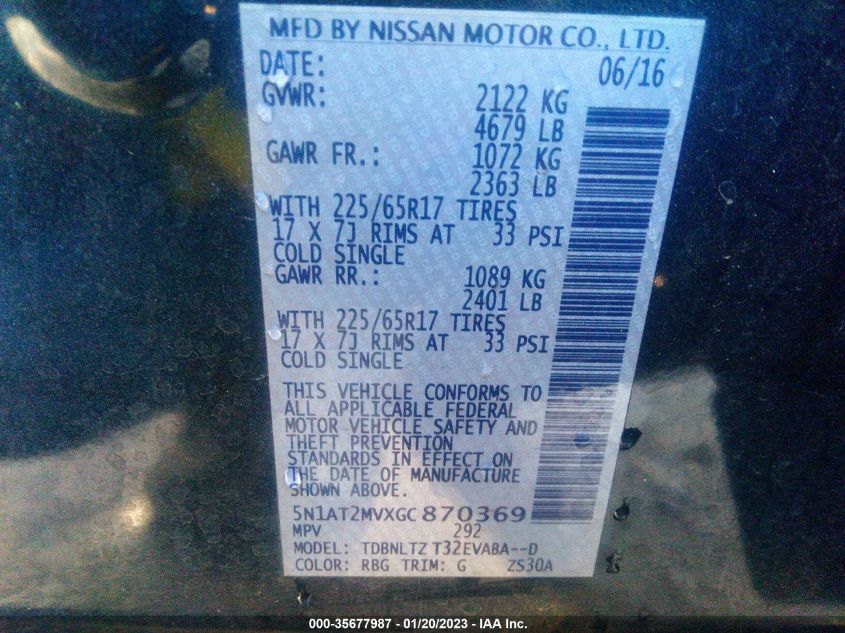 MFD BY NISSAN MOTOR CO., LTD.
DATE: 06/16
GVWR: 2122 KG
4679 LB
GAWR FR.: 1072 KG
2363 LB
WITH 225/65R17 TIRES
17 X 7J RIMS AT 33 PSI
COLD SINGLE
GAWR RR.: 1089 KG
2401 LB
WITH 225/65R17 TIRES
17 X 7J RIMS AT 33 PSI
COLD SINGLE
THIS VEHICLE CONFORMS TO
ALL APPLICABLE FEDERAL
MOTOR VEHICLE SAFETY AND
THEFT PREVENTION
STANDARDS IN EFFECT ON
THE DATE OF MANUFACTURE
SHOWN ABOVE.
5N1AT2MVXGC870369
MPV 292
MODEL: TDBNLTZ T32EVABA--D
COLOR: RBG TRIM: G ZS30A
000-35677987 - 01/20/2023 - IAA Inc.